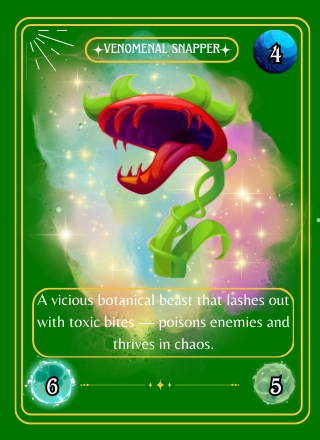 VENOMENAL SNAPPER
4
A vicious botanical beast that lashes out
with toxic bites — poisons enemies and
thrives in chaos.
6
5